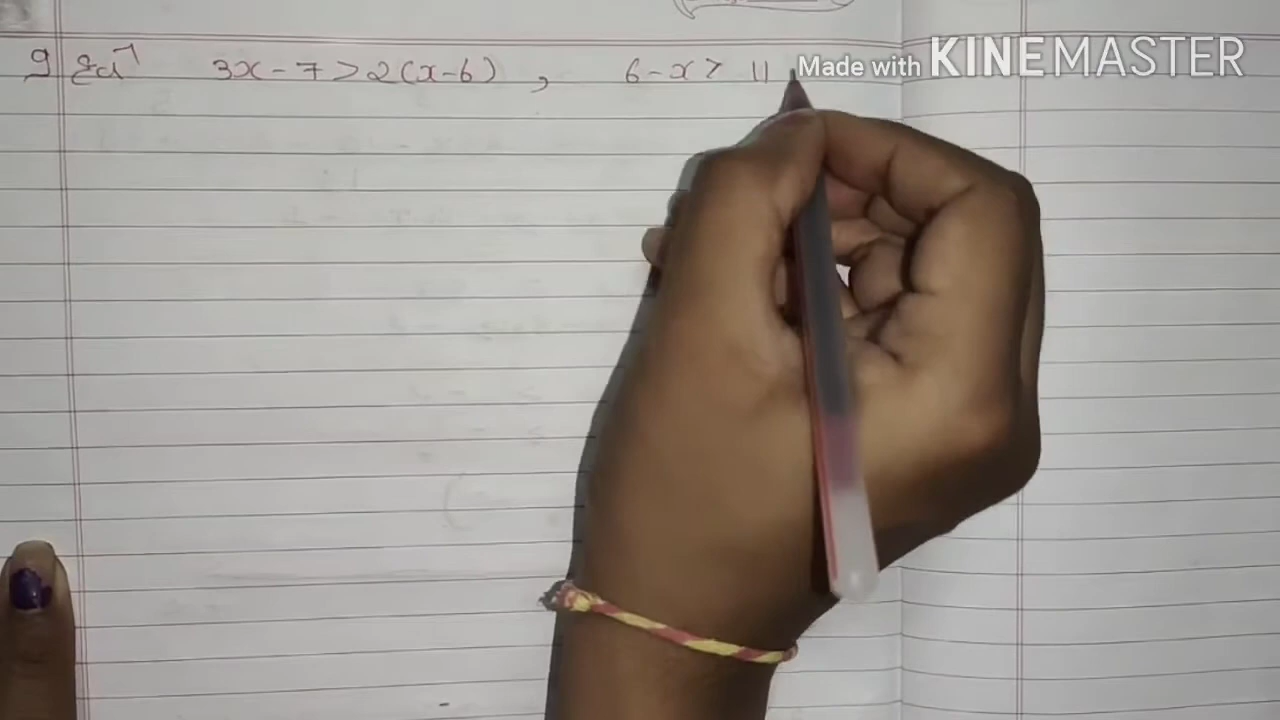 9 हल 3x-7>2(x-6) , 6-x> 11
Made with KINEMASTER